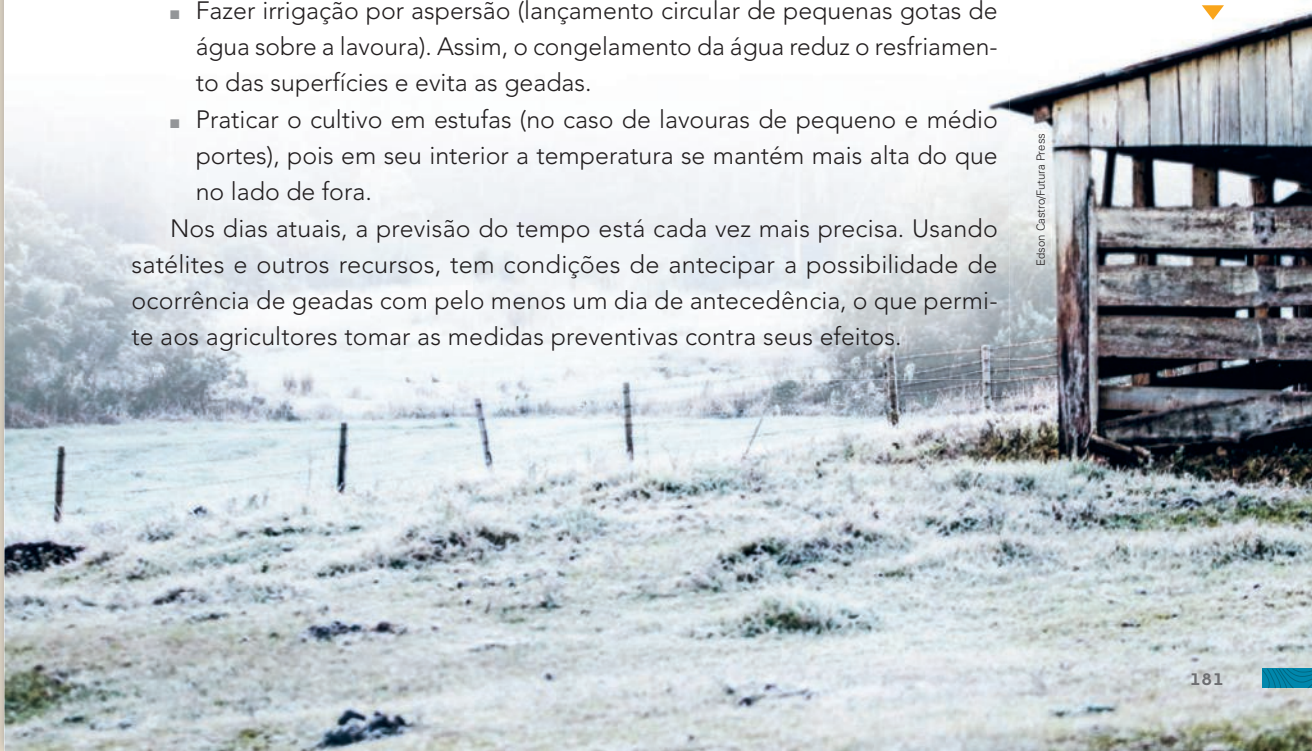 ▪ Fazer irrigação por aspersão (lançamento circular de pequenas gotas de
água sobre a lavoura). Assim, o congelamento da água reduz o resfriamen-
to das superfícies e evita as geadas.
▪ Praticar o cultivo em estufas (no caso de lavouras de pequeno e médio
portes), pois em seu interior a temperatura se mantém mais alta do que
no lado de fora.
Nos dias atuais, a previsão do tempo está cada vez mais precisa. Usando
satélites e outros recursos, tem condições de antecipar a possibilidade de
ocorrência de geadas com pelo menos um dia de antecedência, o que permi-
te aos agricultores tomar as medidas preventivas contra seus efeitos.
Edson Castro/Futura Press
181